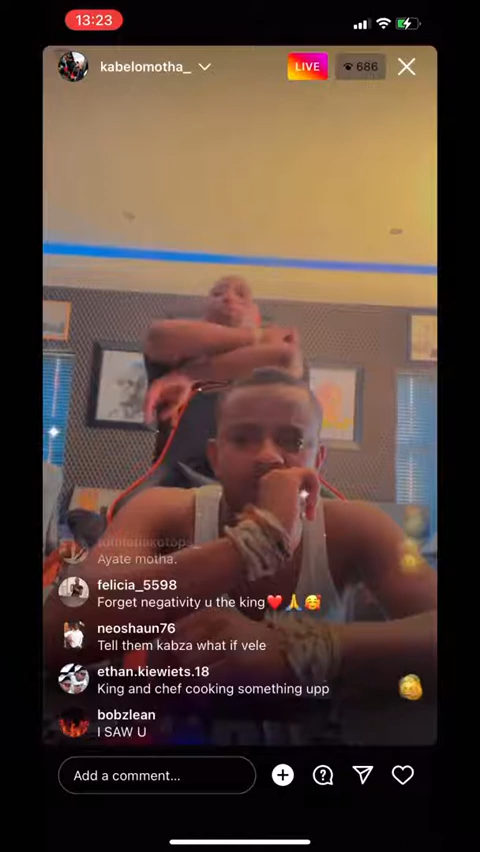 13:23
kabelomotha_
LIVE
686
Ayate motha.
felicia_5598
Forget negativity u the king❤️🙏🥰
neoshaun76
Tell them kabza what if vele
ethan.kiewiets.18
King and chef cooking something upp
bobzlean
I SAW U
Add a comment...